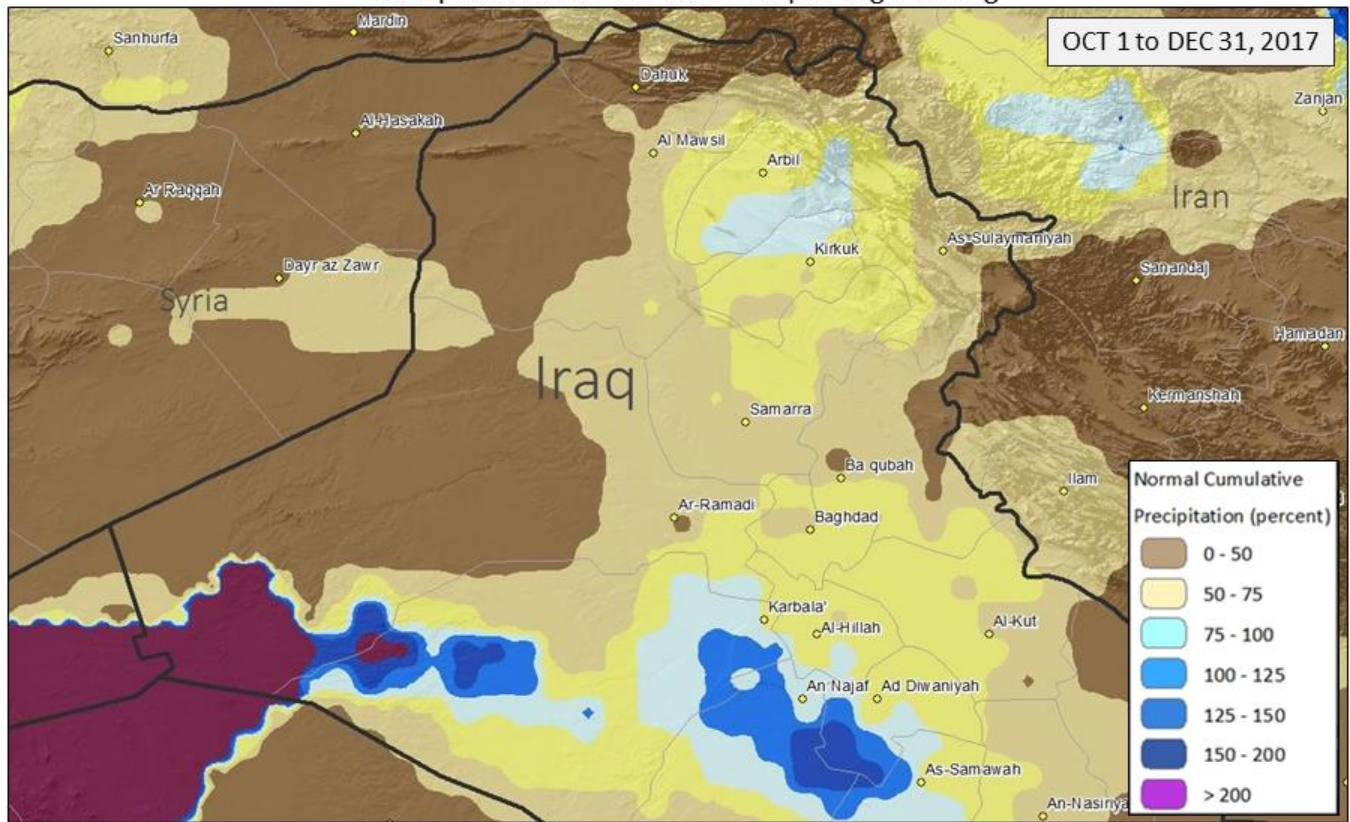 OCT 1 to DEC 31, 2017
Mardin
Sanhurfa
Dahuk
Zanjan
Al-Hasakah
Al Mawsil
Arbil
Ar Raqqah
Iran
As-Sulaymaniyah
Kirkuk
Dayr az Zawr
Sanandaj
Syria
Hamadan
Iraq
Kermanshah
Samarra
Ba qubah
Ilam
Ar-Ramadi
Baghdad
Karbala'
Al-Hillah
Al-Kut
An Najaf
Ad Diwaniyah
As-Samawah
An-Nasiriya
Normal Cumulative
Precipitation (percent)
0 - 50
50 - 75
75 - 100
100 - 125
125 - 150
150 - 200
> 200